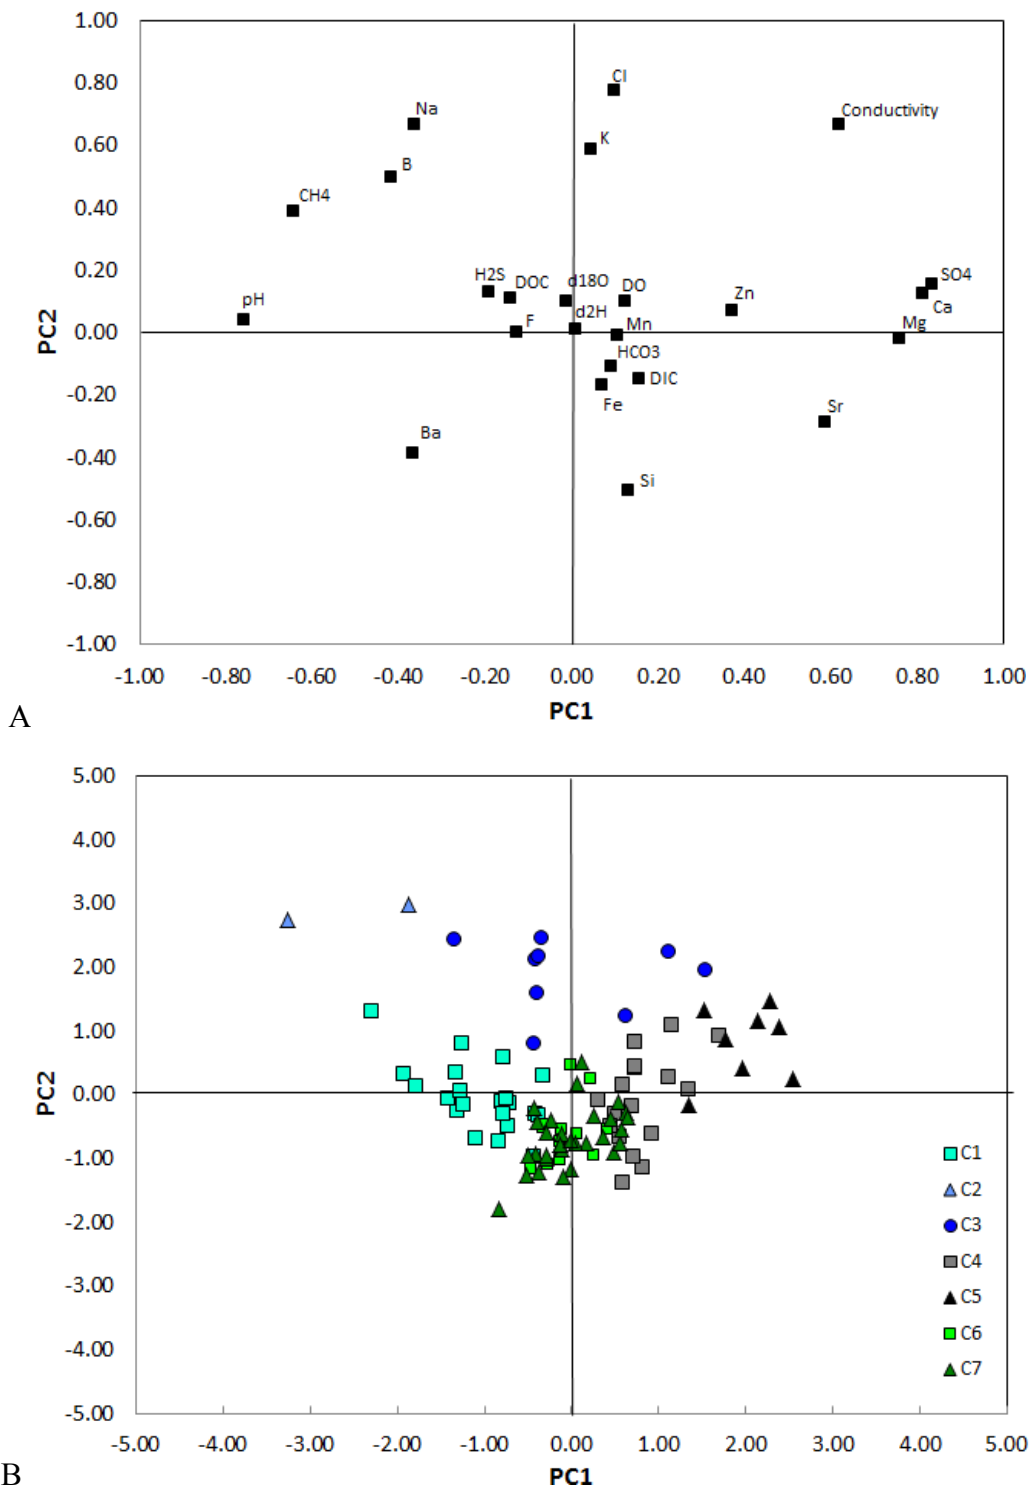 1.00
0.80
Cl
Na
Conductivity
0.60
K
B
CH4
0.40
0.20
H2S
DOC
d18O
DO
SO4
pH
Zn
Ca
F
d2H
Mn
Mg
0.00
HCO3
DIC
-0.20
Fe
Sr
Ba
-0.40
Si
-0.60
-0.80
-1.00
PC2
-1.00 -0.80 -0.60 -0.40 -0.20 0.00 0.20 0.40 0.60 0.80 1.00
PC1
A
5.00
4.00
3.00
2.00
1.00
0.00
-1.00
-2.00
-3.00
-4.00
-5.00
PC2
C1
C2
C3
C4
C5
C6
C7
-5.00 -4.00 -3.00 -2.00 -1.00 0.00 1.00 2.00 3.00 4.00 5.00
PC1
B